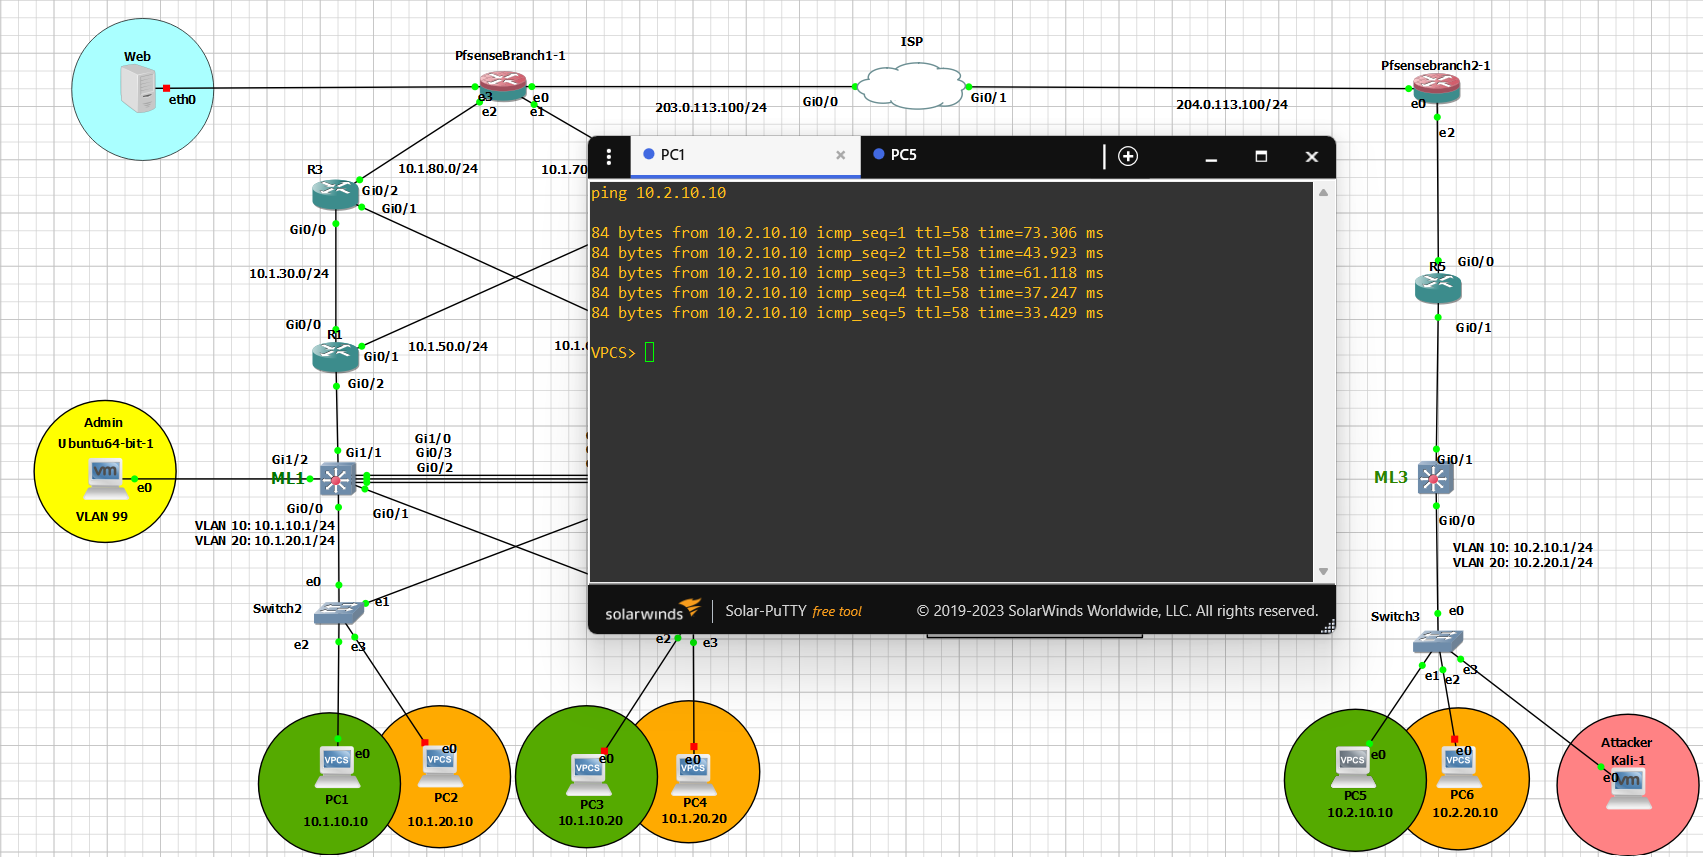 Web
eth0
PfsenseBranch1-1
e3
e0
e2
e1
ISP
203.0.113.100/24
Gi0/0
Gi0/1
204.0.113.100/24
Pfsensebranch2-1
e0
e2
R3
10.1.80.0/24
10.1.70
Gi0/2
Gi0/1
Gi0/0
10.1.30.0/24
Gi0/0
R1
Gi0/1
10.1.50.0/24
Gi0/2
PC1
PC5
ping 10.2.10.10
84 bytes from 10.2.10.10 icmp_seq=1 ttl=58 time=73.306 ms
84 bytes from 10.2.10.10 icmp_seq=2 ttl=58 time=43.923 ms
84 bytes from 10.2.10.10 icmp_seq=3 ttl=58 time=61.118 ms
84 bytes from 10.2.10.10 icmp_seq=4 ttl=58 time=37.247 ms
84 bytes from 10.2.10.10 icmp_seq=5 ttl=58 time=33.429 ms
VPCS>
solarwinds
Solar-PuTTY free tool
© 2019-2023 SolarWinds Worldwide, LLC. All rights reserved.
R5
Gi0/0
Gi0/1
Admin
Ubuntu64-bit-1
vm
e0
VLAN 99
Gi1/2
Gi1/1
Gi1/0
Gi0/3
Gi0/2
ML1
Gi0/0
Gi0/1
VLAN 10: 10.1.10.1/24
VLAN 20: 10.1.20.1/24
Gi0/1
ML3
Gi0/0
VLAN 10: 10.2.10.1/24
VLAN 20: 10.2.20.1/24
e0
Switch2
e1
e2
e3
e2
e3
e0
Switch3
e1
e2
e3
e0
VPCS
PC1
10.1.10.10
e0
VPCS
PC2
10.1.20.10
e0
VPCS
PC3
10.1.10.20
e0
VPCS
PC4
10.1.20.20
e0
VPCS
PC5
10.2.10.10
e0
VPCS
PC6
10.2.20.10
Attacker
Kali-1
e0
vm